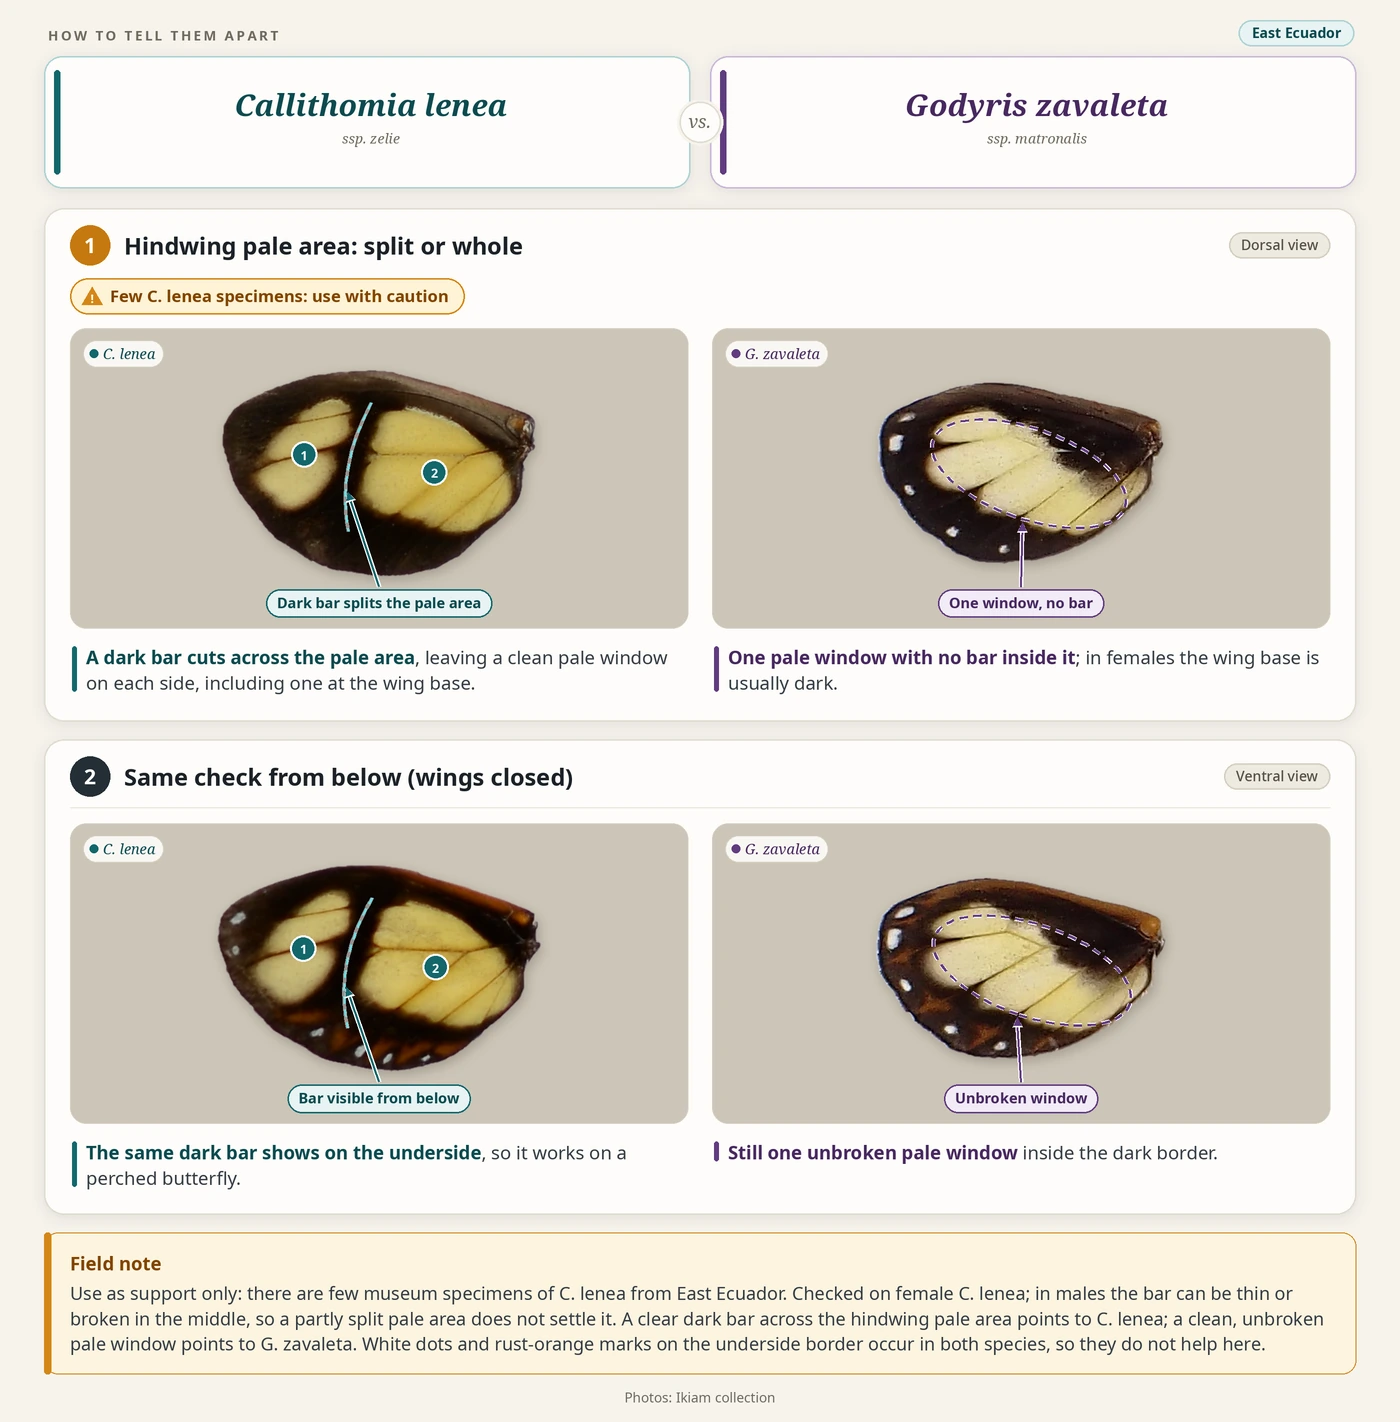 HOW TO TELL THEM APART
East Ecuador
Callithomia lenea
ssp. zelie
vs.
Godyris zavaleta
ssp. matronalis
1
Hindwing pale area: split or whole
Dorsal view
Few C. lenea specimens: use with caution
C. lenea
1
2
Dark bar splits the pale area
G. zavaleta
One window, no bar
A dark bar cuts across the pale area, leaving a clean pale window
on each side, including one at the wing base.
One pale window with no bar inside it; in females the wing base is
usually dark.
2
Same check from below (wings closed)
Ventral view
C. lenea
1
2
Bar visible from below
G. zavaleta
Unbroken window
The same dark bar shows on the underside, so it works on a
perched butterfly.
Still one unbroken pale window inside the dark border.
Field note
Use as support only: there are few museum specimens of C. lenea from East Ecuador. Checked on female C. lenea; in males the bar can be thin or
broken in the middle, so a partly split pale area does not settle it. A clear dark bar across the hindwing pale area points to C. lenea; a clean, unbroken
pale window points to G. zavaleta. White dots and rust-orange marks on the underside border occur in both species, so they do not help here.
Photos: Ikiam collection